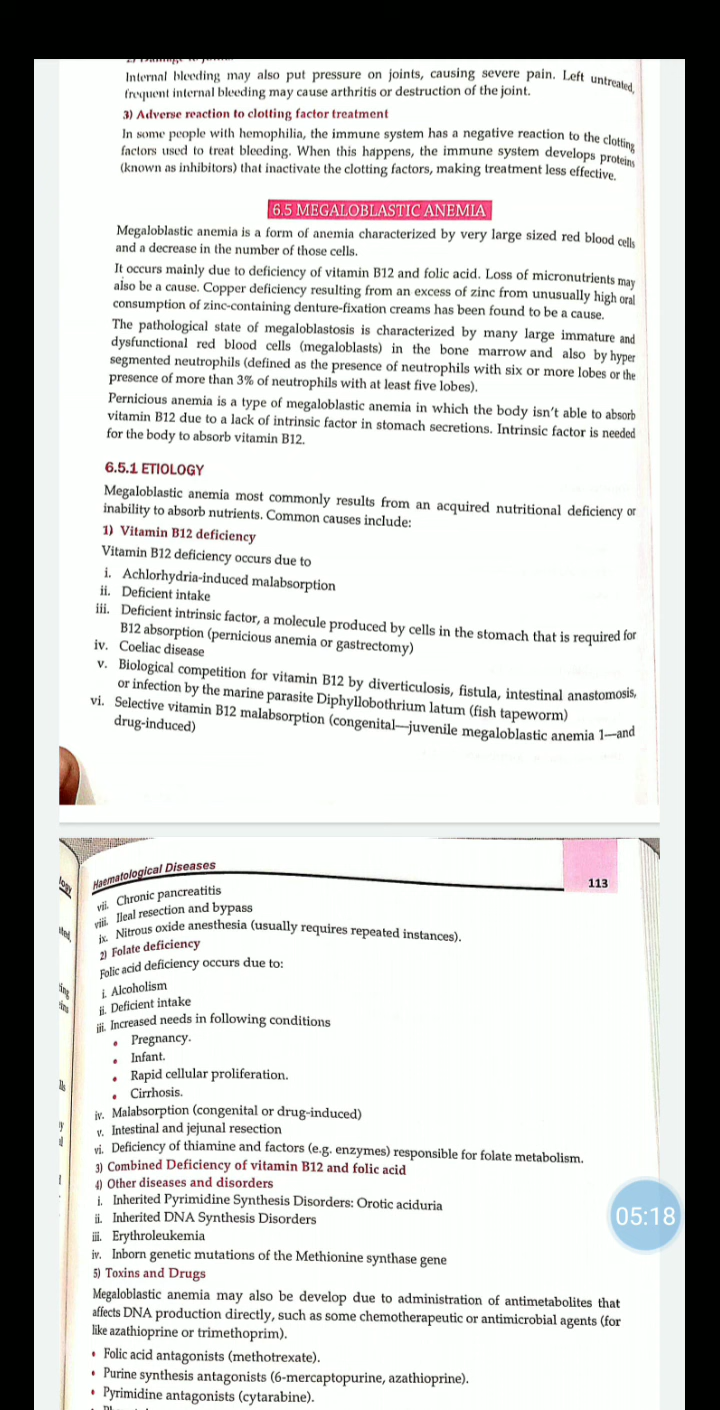 Internal bleeding may also put pressure on joints, causing severe pain. Left untreated,
frequent internal bleeding may cause arthritis or destruction of the joint.
3) Adverse reaction to clotting factor treatment
In some people with hemophilia, the immune system has a negative reaction to the clotting
factors used to treat bleeding. When this happens, the immune system develops proteins
(known as inhibitors) that inactivate the clotting factors, making treatment less effective.
6.5 MEGALOBLASTIC ANEMIA
Megaloblastic anemia is a form of anemia characterized by very large sized red blood cells
and a decrease in the number of those cells.
It occurs mainly due to deficiency of vitamin B12 and folic acid. Loss of micronutrients may
also be a cause. Copper deficiency resulting from an excess of zinc from unusually high oral
consumption of zinc-containing denture-fixation creams has been found to be a cause.
The pathological state of megaloblastosis is characterized by many large immature and
dysfunctional red blood cells (megaloblasts) in the bone marrow and also by hyper
segmented neutrophils (defined as the presence of neutrophils with six or more lobes or the
presence of more than 3% of neutrophils with at least five lobes).
Pernicious anemia is a type of megaloblastic anemia in which the body isn't able to absorb
vitamin B12 due to a lack of intrinsic factor in stomach secretions. Intrinsic factor is needed
for the body to absorb vitamin B12.
6.5.1 ETIOLOGY
Megaloblastic anemia most commonly results from an acquired nutritional deficiency or
inability to absorb nutrients. Common causes include:
1) Vitamin B12 deficiency
Vitamin B12 deficiency occurs due to
i. Achlorhydria-induced malabsorption
ii. Deficient intake
iii. Deficient intrinsic factor, a molecule produced by cells in the stomach that is required for
B12 absorption (pernicious anemia or gastrectomy)
iv. Coeliac disease
v. Biological competition for vitamin B12 by diverticulosis, fistula, intestinal anastomosis,
or infection by the marine parasite Diphyllobothrium latum (fish tapeworm)
vi. Selective vitamin B12 malabsorption (congenital—juvenile megaloblastic anemia 1—and
drug-induced)
Haematological Diseases
113
vii. Chronic pancreatitis
viii. Ileal resection and bypass
ix. Nitrous oxide anesthesia (usually requires repeated instances).
2) Folate deficiency
Folic acid deficiency occurs due to:
i. Alcoholism
ii. Deficient intake
iii. Increased needs in following conditions
• Pregnancy.
• Infant.
• Rapid cellular proliferation.
• Cirrhosis.
iv. Malabsorption (congenital or drug-induced)
v. Intestinal and jejunal resection
vi. Deficiency of thiamine and factors (e.g. enzymes) responsible for folate metabolism.
3) Combined Deficiency of vitamin B12 and folic acid
4) Other diseases and disorders
i. Inherited Pyrimidine Synthesis Disorders: Orotic aciduria
ii. Inherited DNA Synthesis Disorders
iii. Erythroleukemia
iv. Inborn genetic mutations of the Methionine synthase gene
5) Toxins and Drugs
Megaloblastic anemia may also be develop due to administration of antimetabolites that
affects DNA production directly, such as some chemotherapeutic or antimicrobial agents (for
like azathioprine or trimethoprim).
• Folic acid antagonists (methotrexate).
• Purine synthesis antagonists (6-mercaptopurine, azathioprine).
• Pyrimidine antagonists (cytarabine).
05:18